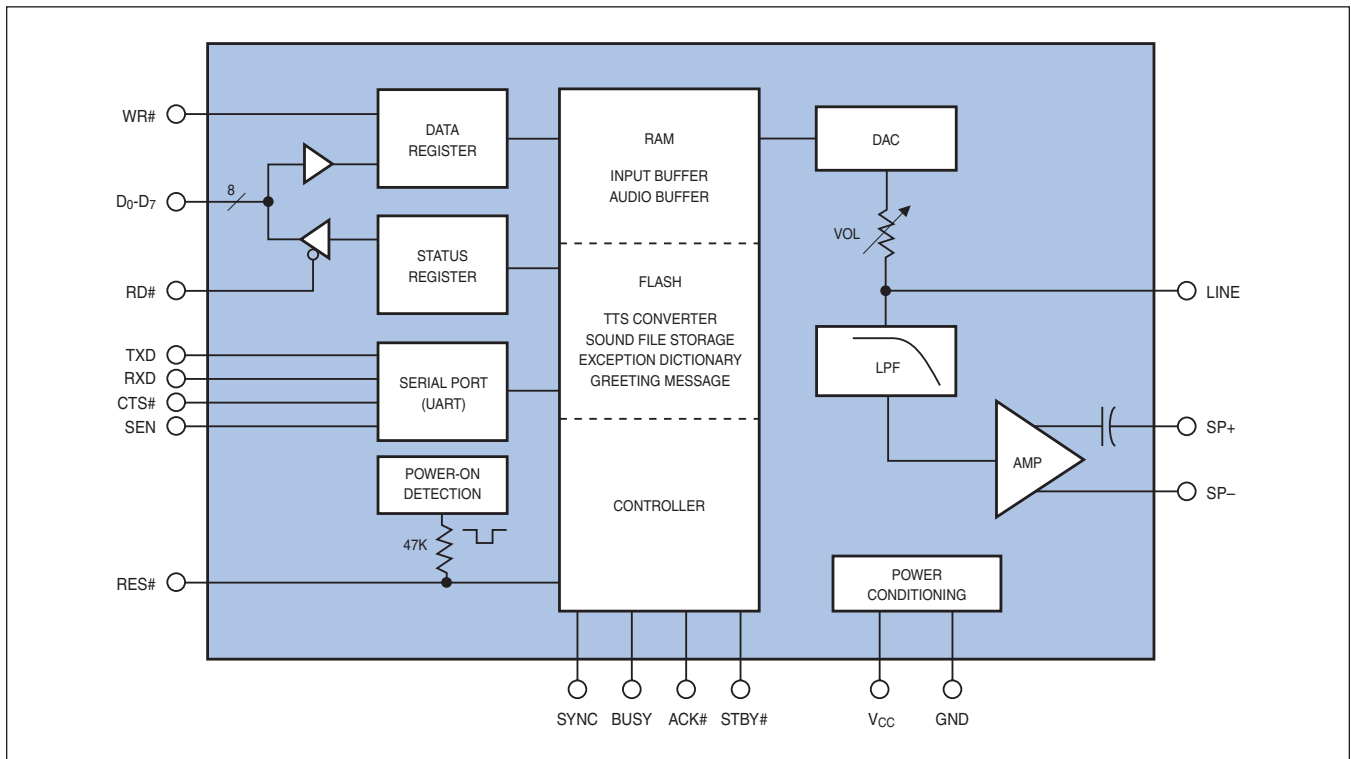 WR#
D0-D7
8
RD#
TXD
RXD
CTS#
SEN
RES#
DATA
REGISTER
STATUS
REGISTER
SERIAL PORT
(UART)
POWER-ON
DETECTION
47K
RAM
INPUT BUFFER
AUDIO BUFFER
FLASH
TTS CONVERTER
SOUND FILE STORAGE
EXCEPTION DICTIONARY
GREETING MESSAGE
CONTROLLER
DAC
VOL
LINE
LPF
AMP
SP+
SP–
POWER
CONDITIONING
SYNC
BUSY
ACK#
STBY#
VCC
GND